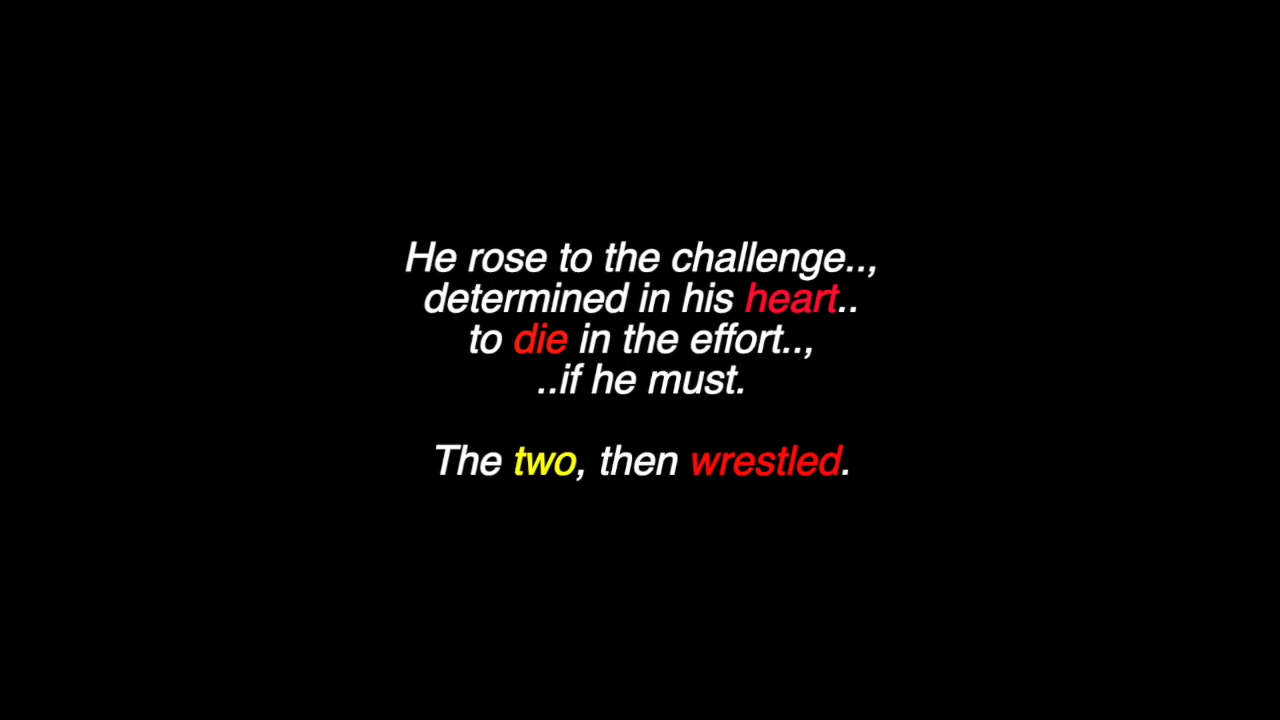 He rose to the challenge..,
determined in his heart..
to die in the effort..,
..if he must.
The two, then wrestled.